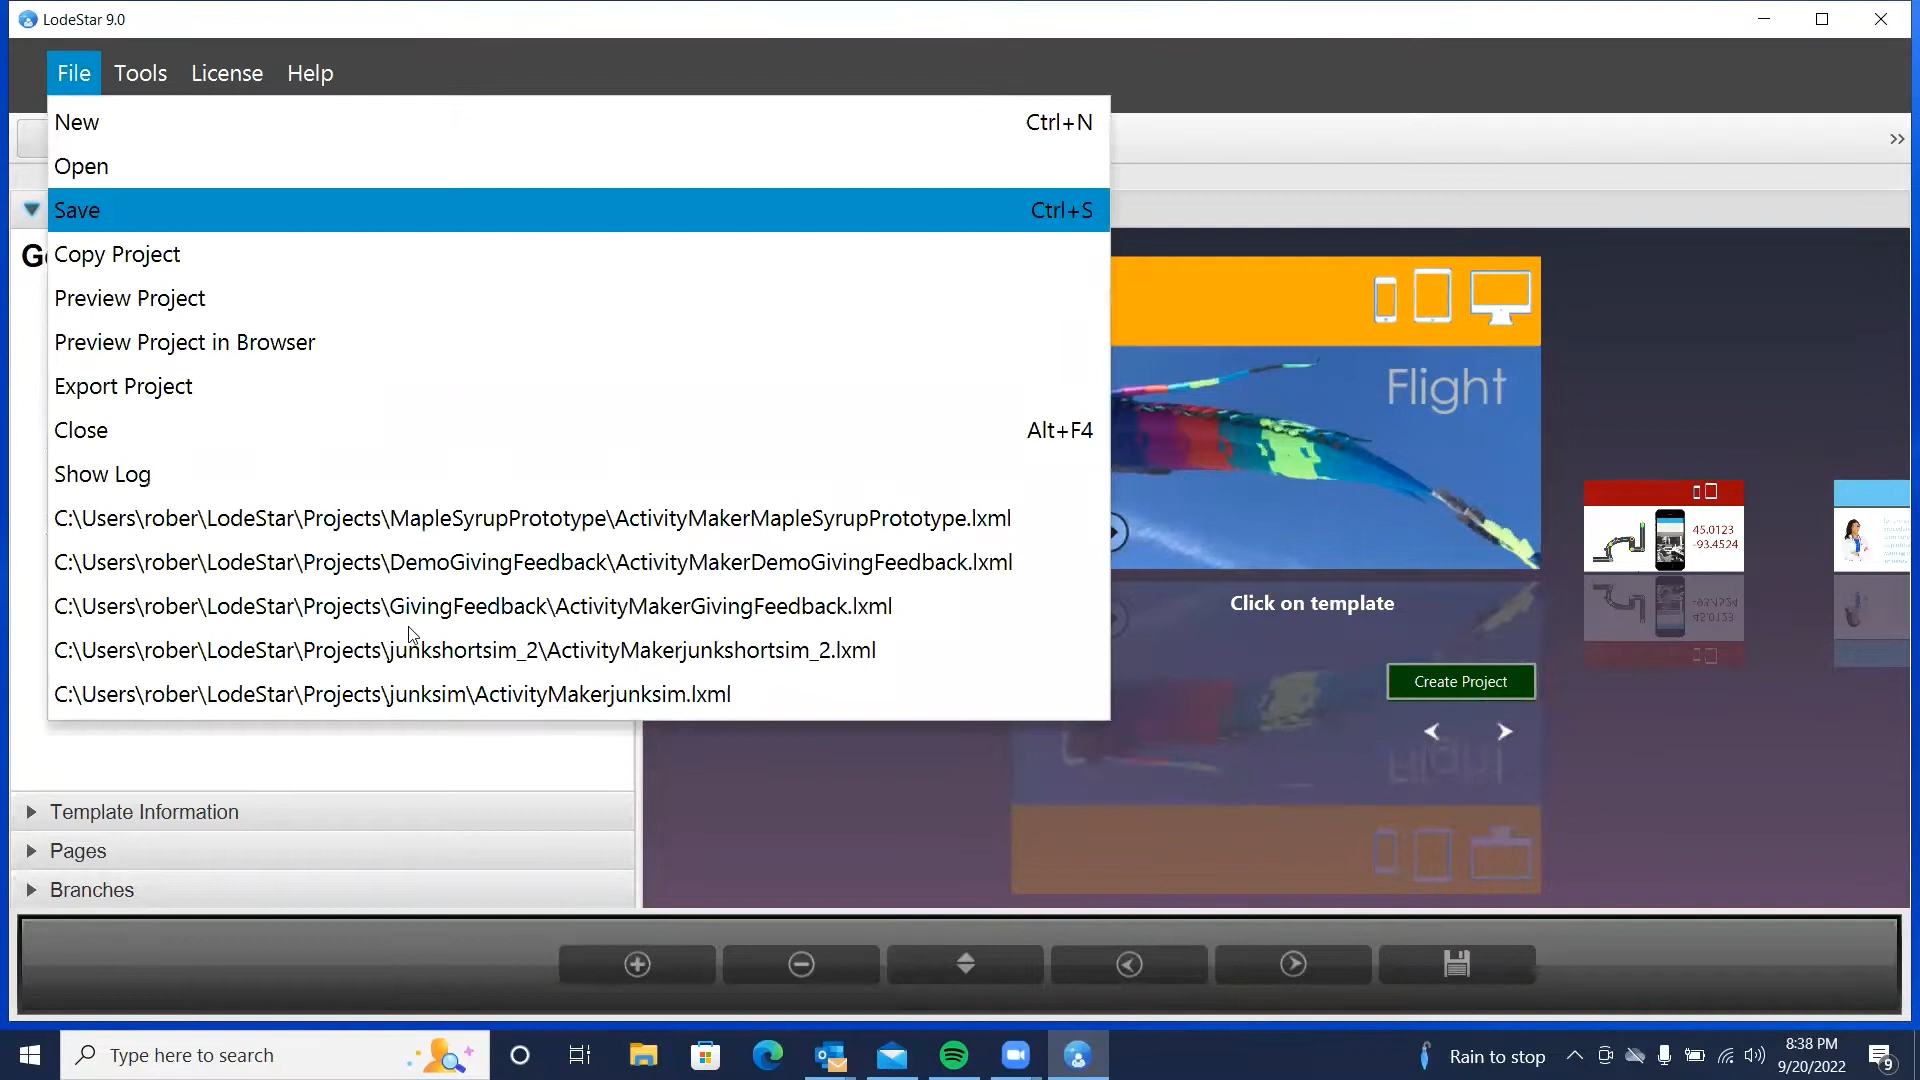 LodeStar 9.0
File Tools License Help
New Ctrl+N
Open
Save Ctrl+S
Copy Project
Preview Project
Preview Project in Browser
Export Project
Close Alt+F4
Show Log
C:\Users\rober\LodeStar\Projects\MapleSyrupPrototype\ActivityMakerMapleSyrupPrototype.lxml
C:\Users\rober\LodeStar\Projects\DemoGivingFeedback\ActivityMakerDemoGivingFeedback.lxml
C:\Users\rober\LodeStar\Projects\GivingFeedback\ActivityMakerGivingFeedback.lxml
C:\Users\rober\LodeStar\Projects\junkshortsim_2\ActivityMakerjunkshortsim_2.lxml
C:\Users\rober\LodeStar\Projects\junksim\ActivityMakerjunksim.lxml
Flight
45.0123
-93.4524
Click on template
Create Project
Template Information
Pages
Branches
Type here to search
Rain to stop
8:38 PM
9/20/2022
9